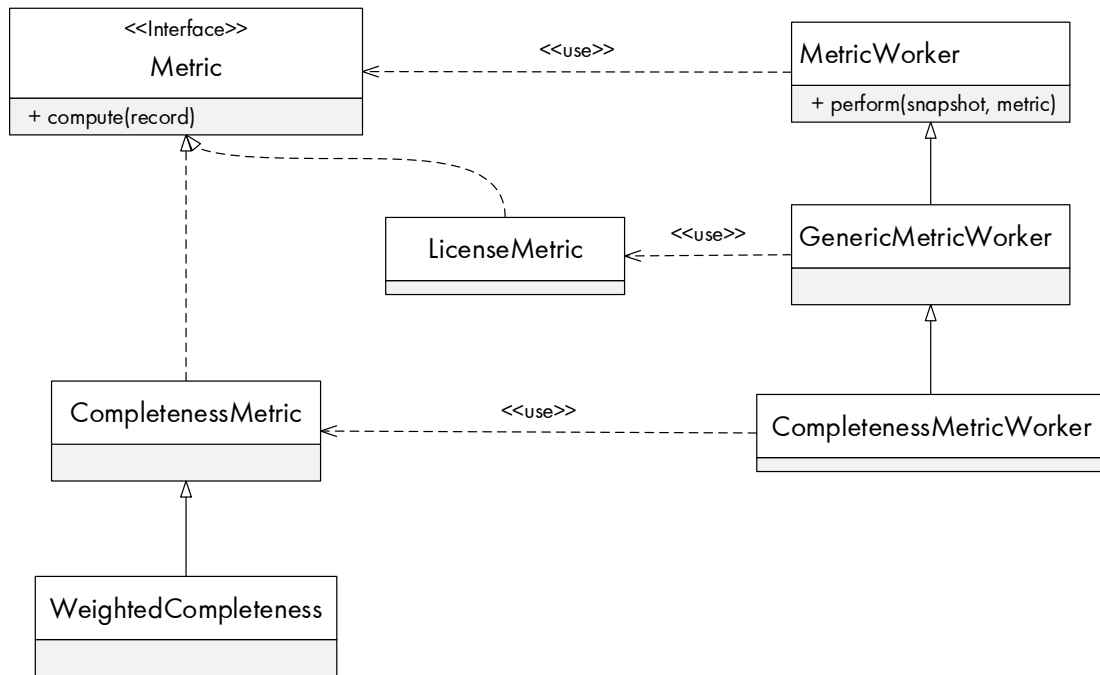 <<Interface>>
Metric
+ compute(record)
<<use>>
MetricWorker
+ perform(snapshot, metric)
LicenseMetric
<<use>>
GenericMetricWorker
CompletenessMetric
<<use>>
CompletenessMetricWorker
WeightedCompleteness